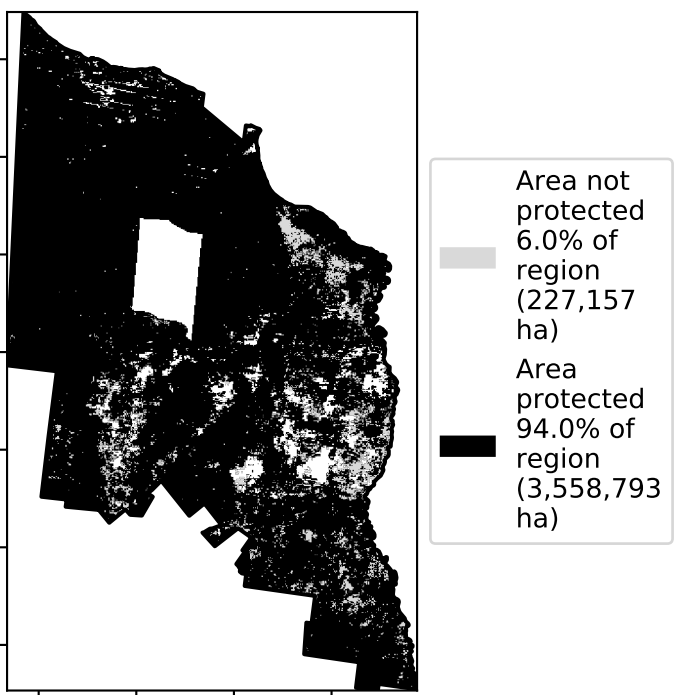 Area not
protected
6.0% of
region
(227,157
ha)
Area
protected
94.0% of
region
(3,558,793
ha)